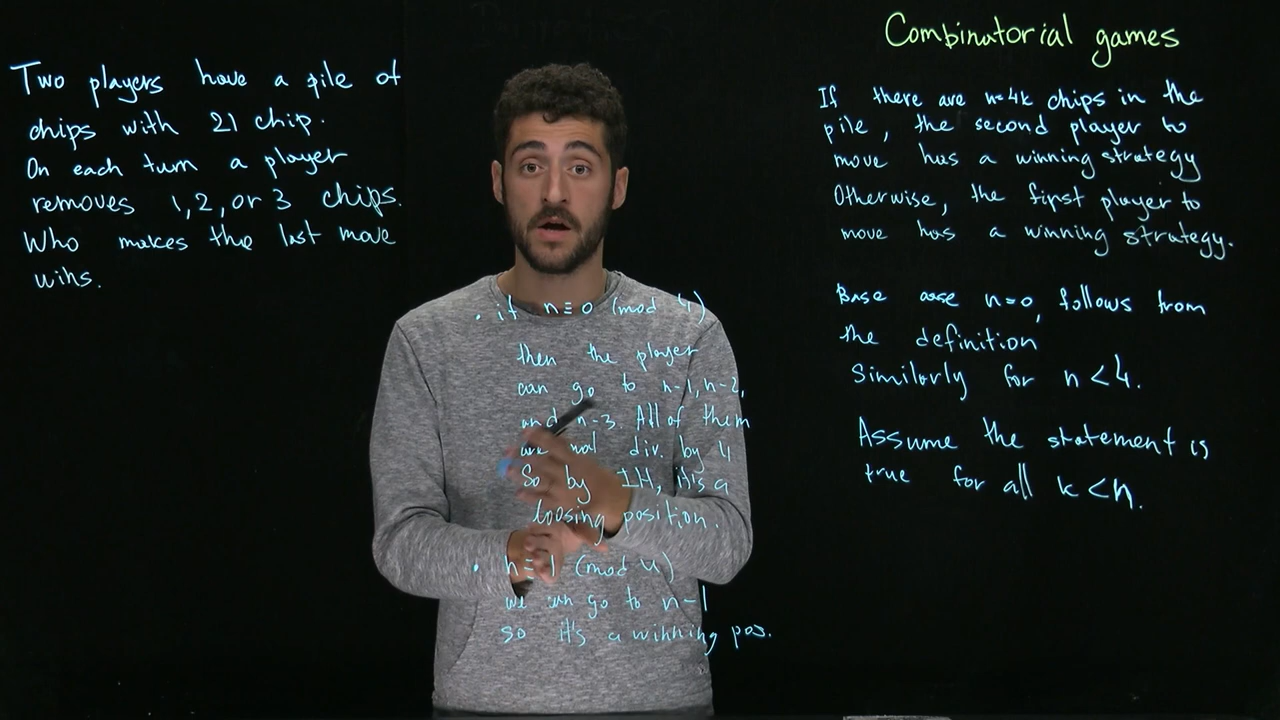 Combinatorial games
Two players have a pile of
chips with 21 chip.
On each turn a player
removes 1, 2, or 3 chips.
Who makes the last move
wins.
• if n ≡ 0 (mod 4)
then the player
can go to n-1, n-2,
and n-3. All of them
are not div. by 4
So by IH, it's a
loosing position.
• n ≡ 1 (mod 4)
we can go to n-1
so it's a winning pos.
If there are n=4k chips in the
pile, the second player to
move has a winning strategy
Otherwise, the first player to
move has a winning strategy.
Base case n=0, follows from
the definition
Similarly for n < 4.
Assume the statement is
true for all k < n.